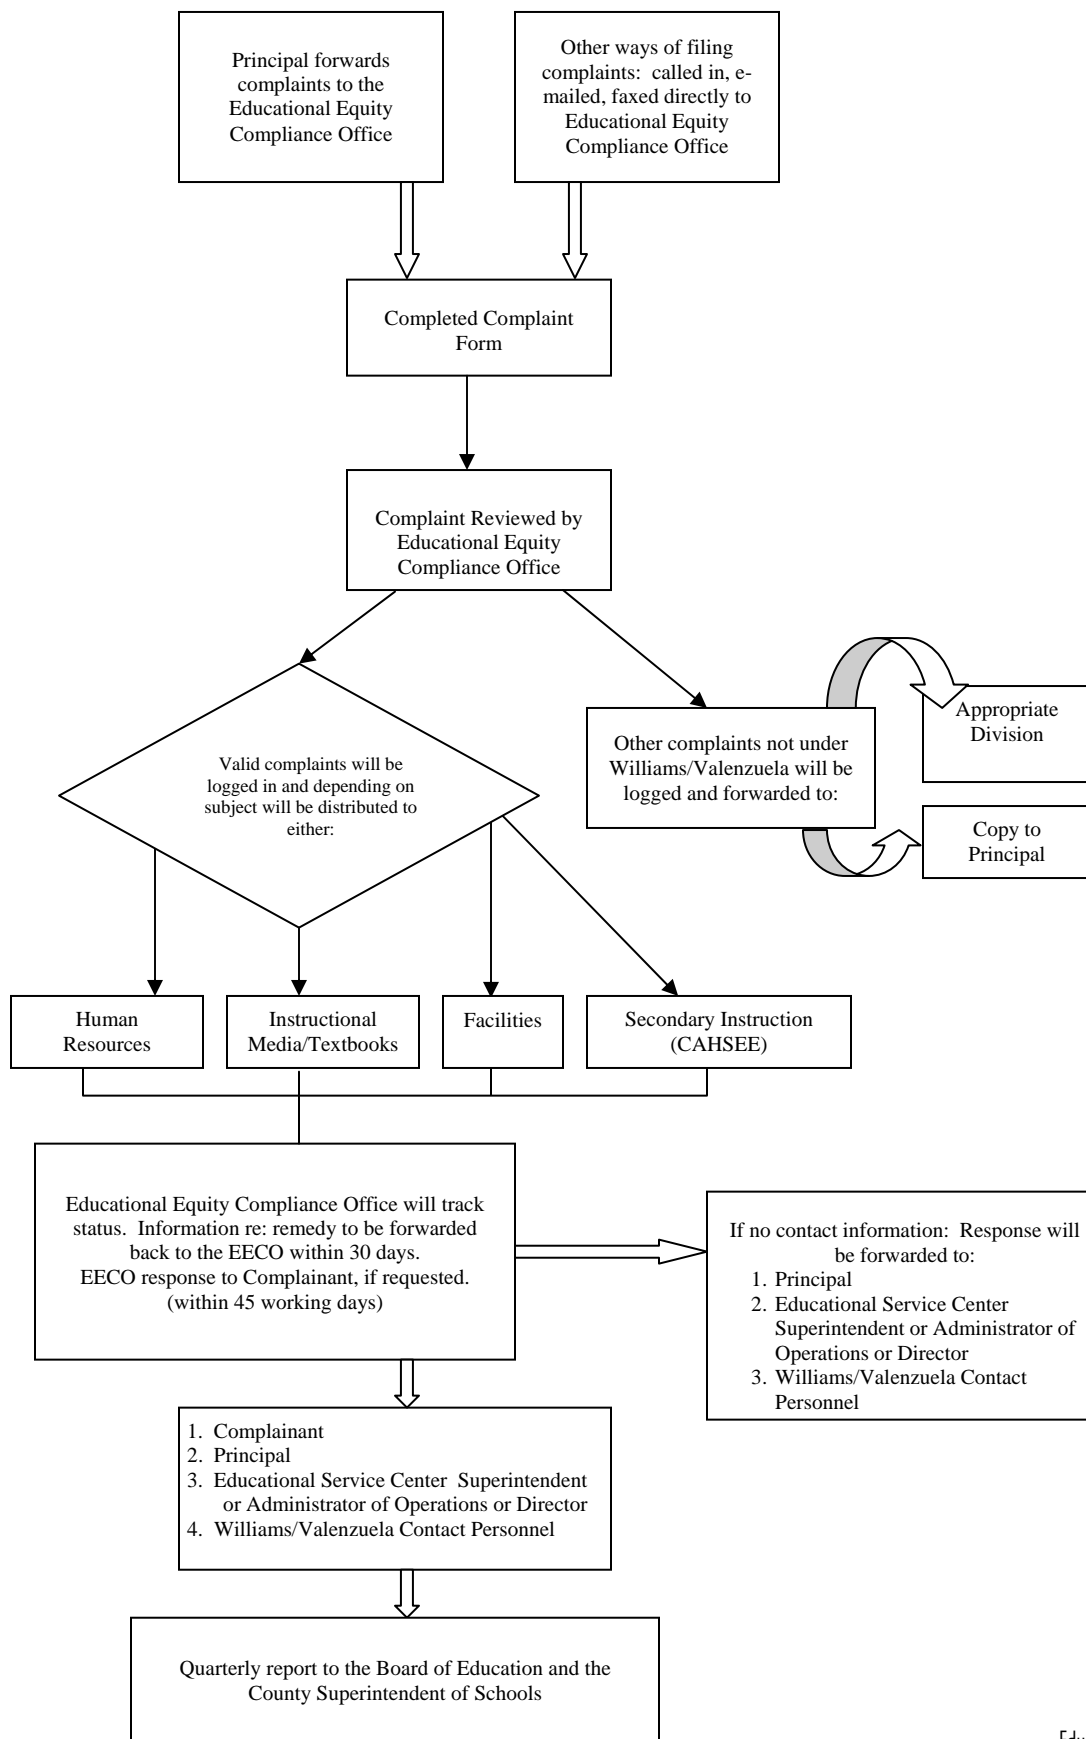 Principal forwards
complaints to the
Educational Equity
Compliance Office
Other ways of filing
complaints:  called in, e-
mailed, faxed directly to
Educational Equity
Compliance Office
Completed Complaint
Form
Complaint Reviewed by
Educational Equity
Compliance Office
Valid complaints will be
logged in and depending on
subject will be distributed to
either:
Other complaints not under
Williams/Valenzuela will be
logged and forwarded to:
Appropriate
Division
Copy to
Principal
Human
Resources
Instructional
Media/Textbooks
Facilities
Secondary Instruction
(CAHSEE)
Educational Equity Compliance Office will track
status.  Information re: remedy to be forwarded
back to the EECO within 30 days.
EECO response to Complainant, if requested.
(within 45 working days)
If no contact information:  Response will
be forwarded to:
1. Principal
2. Educational Service Center
Superintendent or Administrator of
Operations or Director
3. Williams/Valenzuela Contact
Personnel
1.  Complainant
2.  Principal
3.  Educational Service Center  Superintendent
or Administrator of Operations or Director
4.  Williams/Valenzuela Contact Personnel
Quarterly report to the Board of Education and the
County Superintendent of Schools